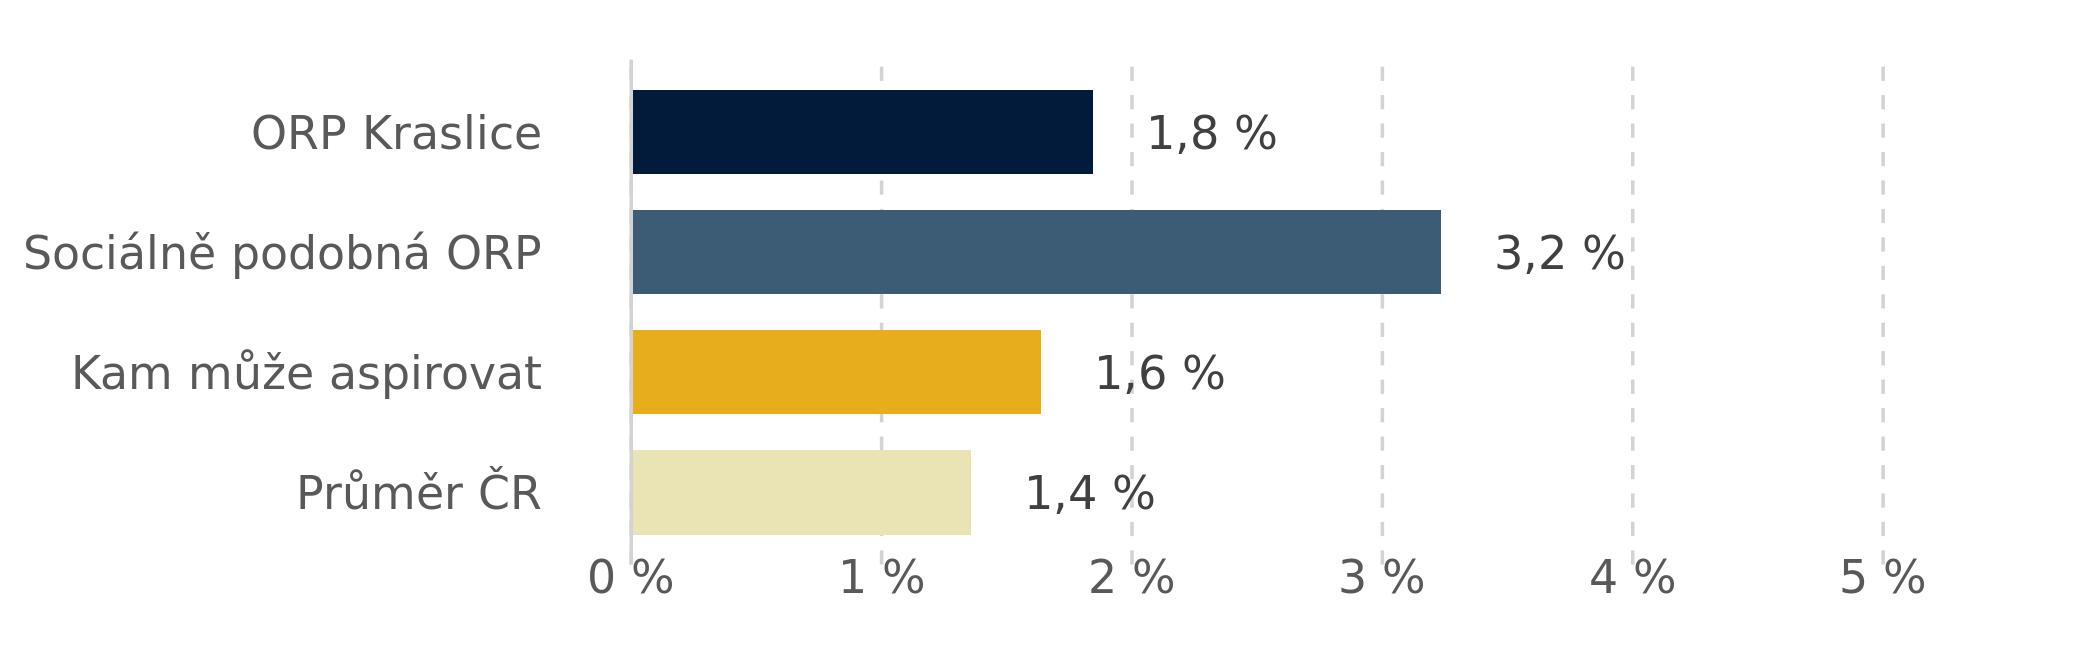 ORP Kraslice 1,8 %
Sociálně podobná ORP 3,2 %
Kam může aspirovat 1,6 %
Průměr ČR 1,4 %
0 % 1 % 2 % 3 % 4 % 5 %